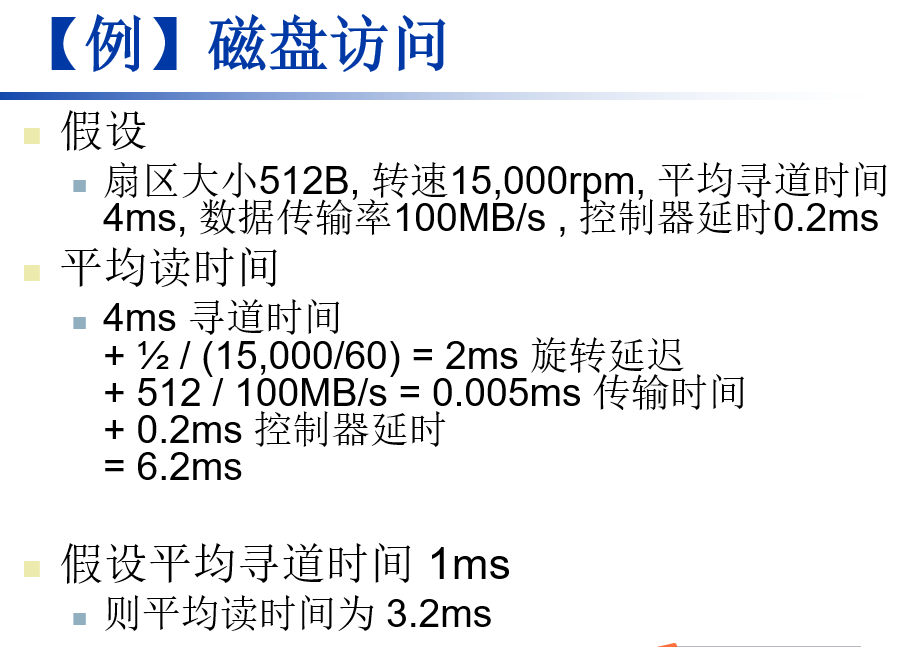 【例】磁盘访问
假设
扇区大小512B, 转速15,000rpm, 平均寻道时间
4ms, 数据传输率100MB/s , 控制器延时0.2ms
平均读时间
4ms 寻道时间
+ ½ / (15,000/60) = 2ms 旋转延迟
+ 512 / 100MB/s = 0.005ms 传输时间
+ 0.2ms 控制器延时
= 6.2ms
假设平均寻道时间 1ms
则平均读时间为 3.2ms